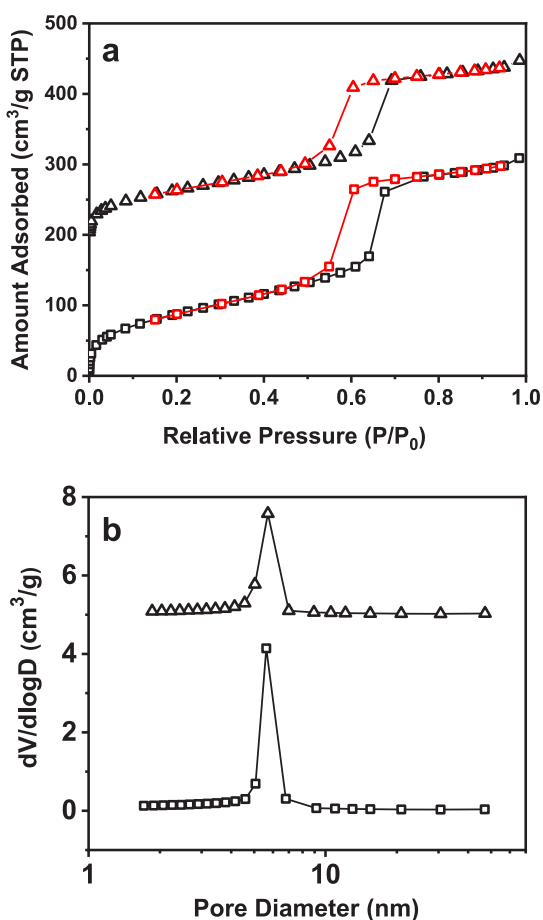 a
Amount Adsorbed (cm³/g STP)
500
400
300
200
100
0
0.0 0.2 0.4 0.6 0.8 1.0
Relative Pressure (P/P₀)
b
dV/dlogD (cm³/g)
8
6
4
2
0
1 10
Pore Diameter (nm)